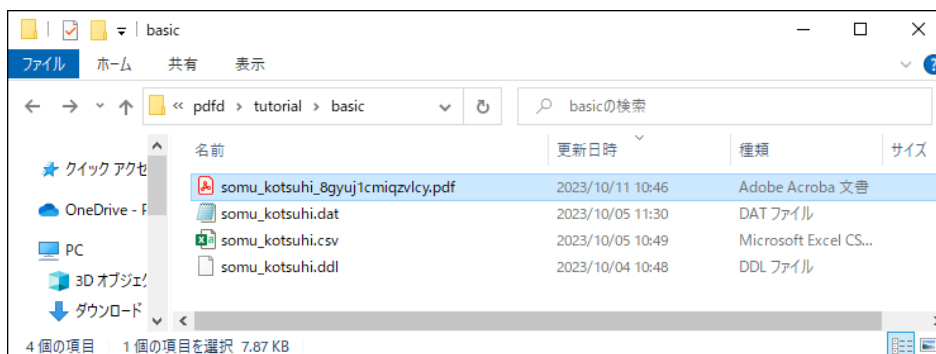 basic
ファイル ホーム 共有 表示
« pdfd › tutorial › basic basicの検索
名前 更新日時 種類 サイズ
クイック アクセ
OneDrive - P
PC
3D オブジェク
ダウンロード
somu_kotsuhi_8gyuj1cmiqzvlcy.pdf 2023/10/11 10:46 Adobe Acroba 文書
somu_kotsuhi.dat 2023/10/05 11:30 DAT ファイル
somu_kotsuhi.csv 2023/10/05 10:49 Microsoft Excel CS...
somu_kotsuhi.ddl 2023/10/04 10:48 DDL ファイル
4 個の項目 1 個の項目を選択 7.87 KB